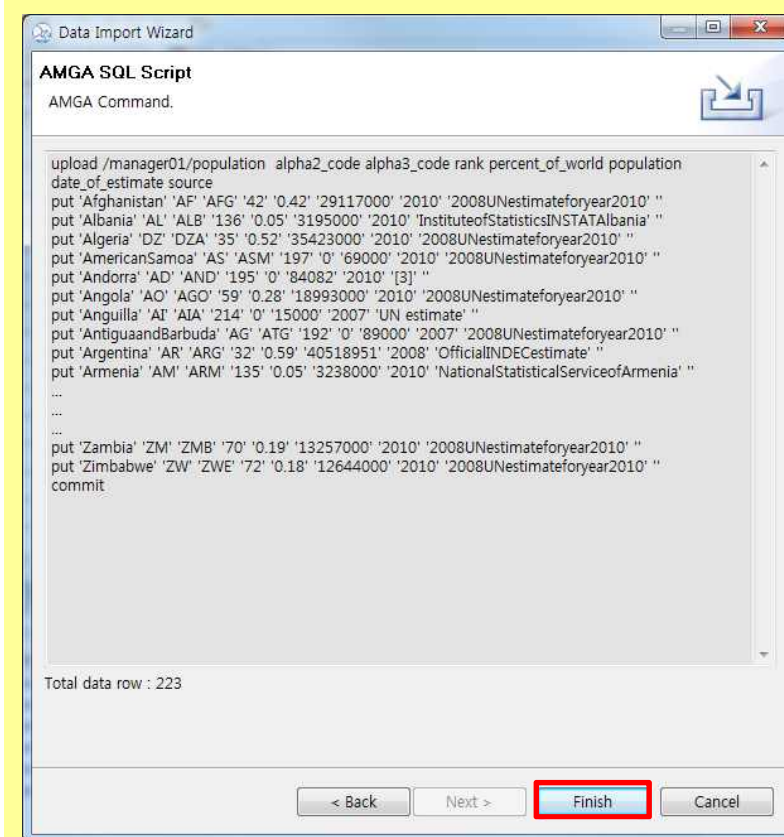 Data Import Wizard
AMGA SQL Script
AMGA Command.
upload /manager01/population  alpha2_code alpha3_code rank percent_of_world population
date_of_estimate source
put 'Afghanistan' 'AF' 'AFG' '42' '0.42' '29117000' '2010' '2008UNestimateforyear2010' ''
put 'Albania' 'AL' 'ALB' '136' '0.05' '3195000' '2010' 'InstituteofStatisticsINSTATAlbania' ''
put 'Algeria' 'DZ' 'DZA' '35' '0.52' '35423000' '2010' '2008UNestimateforyear2010' ''
put 'AmericanSamoa' 'AS' 'ASM' '197' '0' '69000' '2010' '2008UNestimateforyear2010' ''
put 'Andorra' 'AD' 'AND' '195' '0' '84082' '2010' '[3]' ''
put 'Angola' 'AO' 'AGO' '59' '0.28' '18993000' '2010' '2008UNestimateforyear2010' ''
put 'Anguilla' 'AI' 'AIA' '214' '0' '15000' '2007' 'UN estimate' ''
put 'AntiguaandBarbuda' 'AG' 'ATG' '192' '0' '89000' '2007' '2008UNestimateforyear2010' ''
put 'Argentina' 'AR' 'ARG' '32' '0.59' '40518951' '2008' 'OfficialINDECestimate' ''
put 'Armenia' 'AM' 'ARM' '135' '0.05' '3238000' '2010' 'NationalStatisticalServiceofArmenia' ''
...
...
...
put 'Zambia' 'ZM' 'ZMB' '70' '0.19' '13257000' '2010' '2008UNestimateforyear2010' ''
put 'Zimbabwe' 'ZW' 'ZWE' '72' '0.18' '12644000' '2010' '2008UNestimateforyear2010' ''
commit
Total data row : 223
< Back Next > Finish Cancel